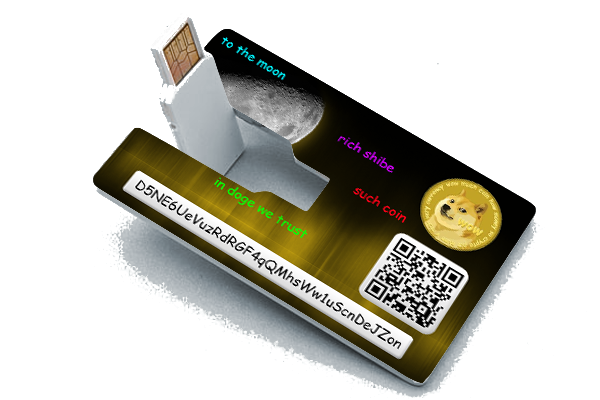 to the moon
rich shibe
such coin
in doge we trust
D5NE6UeVuzRdRGF4qQMhsWw1uScnDeJZon